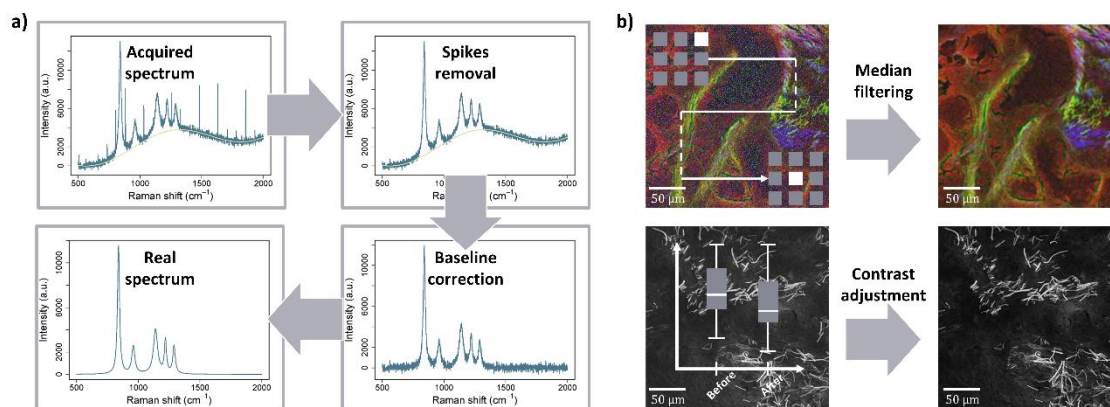 a)
Acquired
spectrum
Intensity (a.u.)
0 2000 6000 10000
500 1000 1500 2000
Raman shift (cm⁻¹)
Spikes
removal
Intensity (a.u.)
0 2000 6000 10000
500 1000 1500 2000
Raman shift (cm⁻¹)
Real
spectrum
Intensity (a.u.)
0 2000 6000 10000
500 1000 1500 2000
Raman shift (cm⁻¹)
Baseline
correction
Intensity (a.u.)
0 2000 6000 10000
500 1000 1500 2000
Raman shift (cm⁻¹)
b)
50 µm
Median
filtering
50 µm
Before
After
50 µm
Contrast
adjustment
50 µm